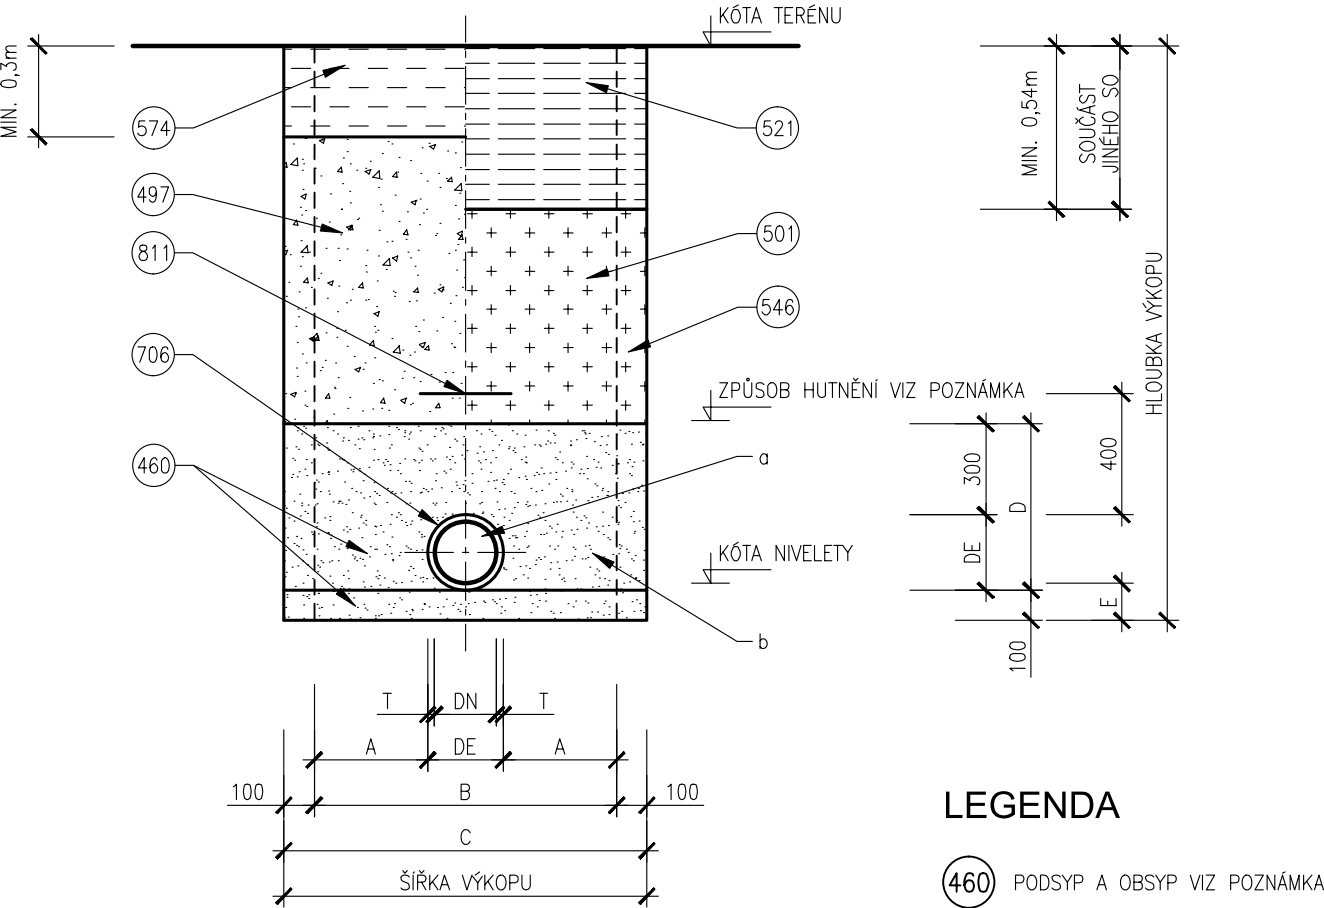 KÓTA TERÉNU
MIN. 0,3m
574
521
MIN. 0,54m
SOUČÁST
JINÉHO SO
497
501
811
546
HLOUBKA VÝKOPU
706
ZPŮSOB HUTNĚNÍ VIZ POZNÁMKA
460
a
300
D
400
KÓTA NIVELETY
DE
E
b
100
T DN T
A DE A
100 B 100
C
ŠÍŘKA VÝKOPU
LEGENDA
460 PODSYP A OBSYP VIZ POZNÁMKA